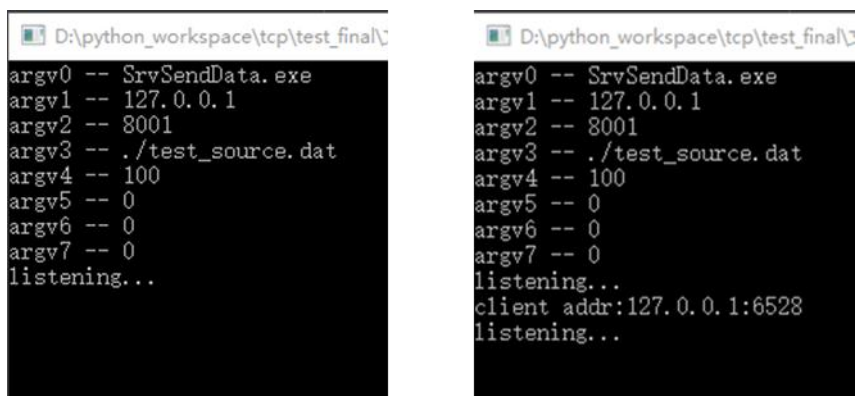 D:\python_workspace\tcp\test_final\
argv0 -- SrvSendData.exe
argv1 -- 127.0.0.1
argv2 -- 8001
argv3 -- ./test_source.dat
argv4 -- 100
argv5 -- 0
argv6 -- 0
argv7 -- 0
listening...
D:\python_workspace\tcp\test_final\
argv0 -- SrvSendData.exe
argv1 -- 127.0.0.1
argv2 -- 8001
argv3 -- ./test_source.dat
argv4 -- 100
argv5 -- 0
argv6 -- 0
argv7 -- 0
listening...
client addr:127.0.0.1:6528
listening...